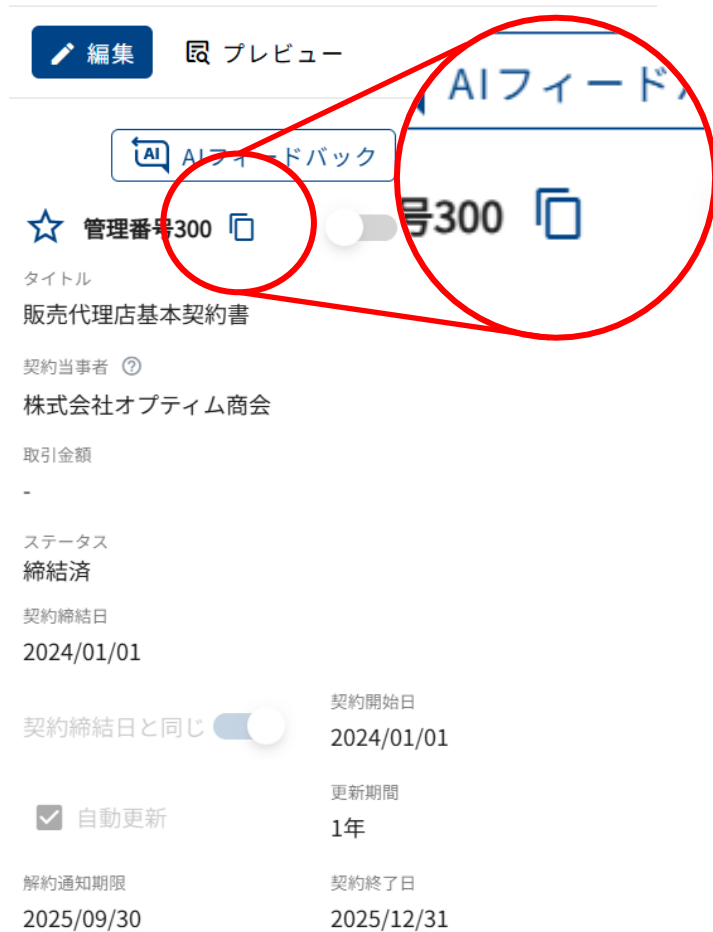 編集 プレビュー
AIフィードバック
AIフィードバ
管理番号300
号300
タイトル
販売代理店基本契約書
契約当事者 ?
株式会社オプティム商会
取引金額
-
ステータス
締結済
契約締結日
2024/01/01
契約締結日と同じ
契約開始日
2024/01/01
自動更新
更新期間
1年
解約通知期限
2025/09/30
契約終了日
2025/12/31